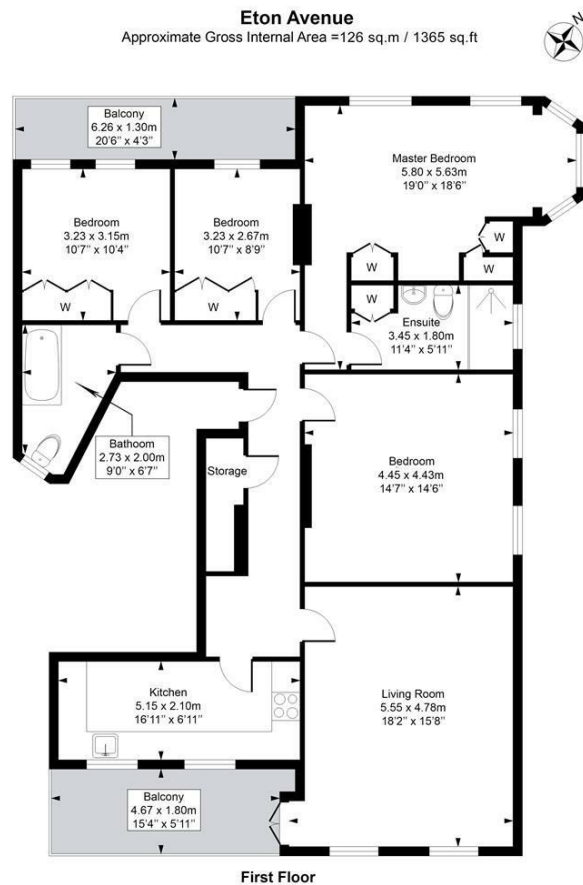 Eton Avenue
Approximate Gross Internal Area =126 sq.m / 1365 sq.ft
N
Balcony
6.26 x 1.30m
20'6" x 4'3"
Master Bedroom
5.80 x 5.63m
19'0" x 18'6"
Bedroom
3.23 x 3.15m
10'7" x 10'4"
Bedroom
3.23 x 2.67m
10'7" x 8'9"
W
W
W
W
W
W
Ensuite
3.45 x 1.80m
11'4" x 5'11"
Bathoom
2.73 x 2.00m
9'0" x 6'7"
Storage
Bedroom
4.45 x 4.43m
14'7" x 14'6"
Kitchen
5.15 x 2.10m
16'11" x 6'11"
Living Room
5.55 x 4.78m
18'2" x 15'8"
Balcony
4.67 x 1.80m
15'4" x 5'11"
First Floor